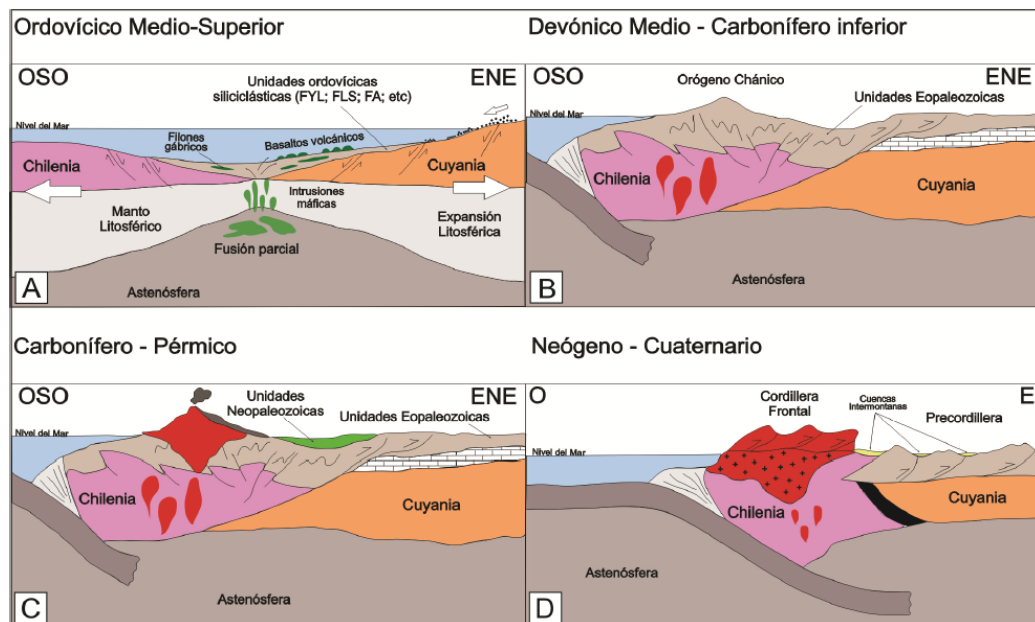 Ordovícico Medio-Superior
OSO
ENE
Unidades ordovícicas
siliciclásticas (FYL; FLS; FA; etc)
Nivel del Mar
Filones
gábricos
Basaltos volcánicos
Chilenia
Cuyania
Intrusiones
máficas
Manto
Litosférico
Expansión
Litosférica
Fusión parcial
Astenósfera
A
Devónico Medio - Carbonífero inferior
OSO
ENE
Orógeno Chánico
Unidades Eopaleozoicas
Nivel del Mar
Chilenia
Cuyania
Astenósfera
B
Carbonífero - Pérmico
OSO
ENE
Unidades
Neopaleozoicas
Unidades Eopaleozoicas
Nivel del Mar
Chilenia
Cuyania
Astenósfera
C
Neógeno - Cuaternario
O
E
Cordillera
Frontal
Cuencas
Intermontanas
Precordillera
Nivel del Mar
Chilenia
Cuyania
Astenósfera
D